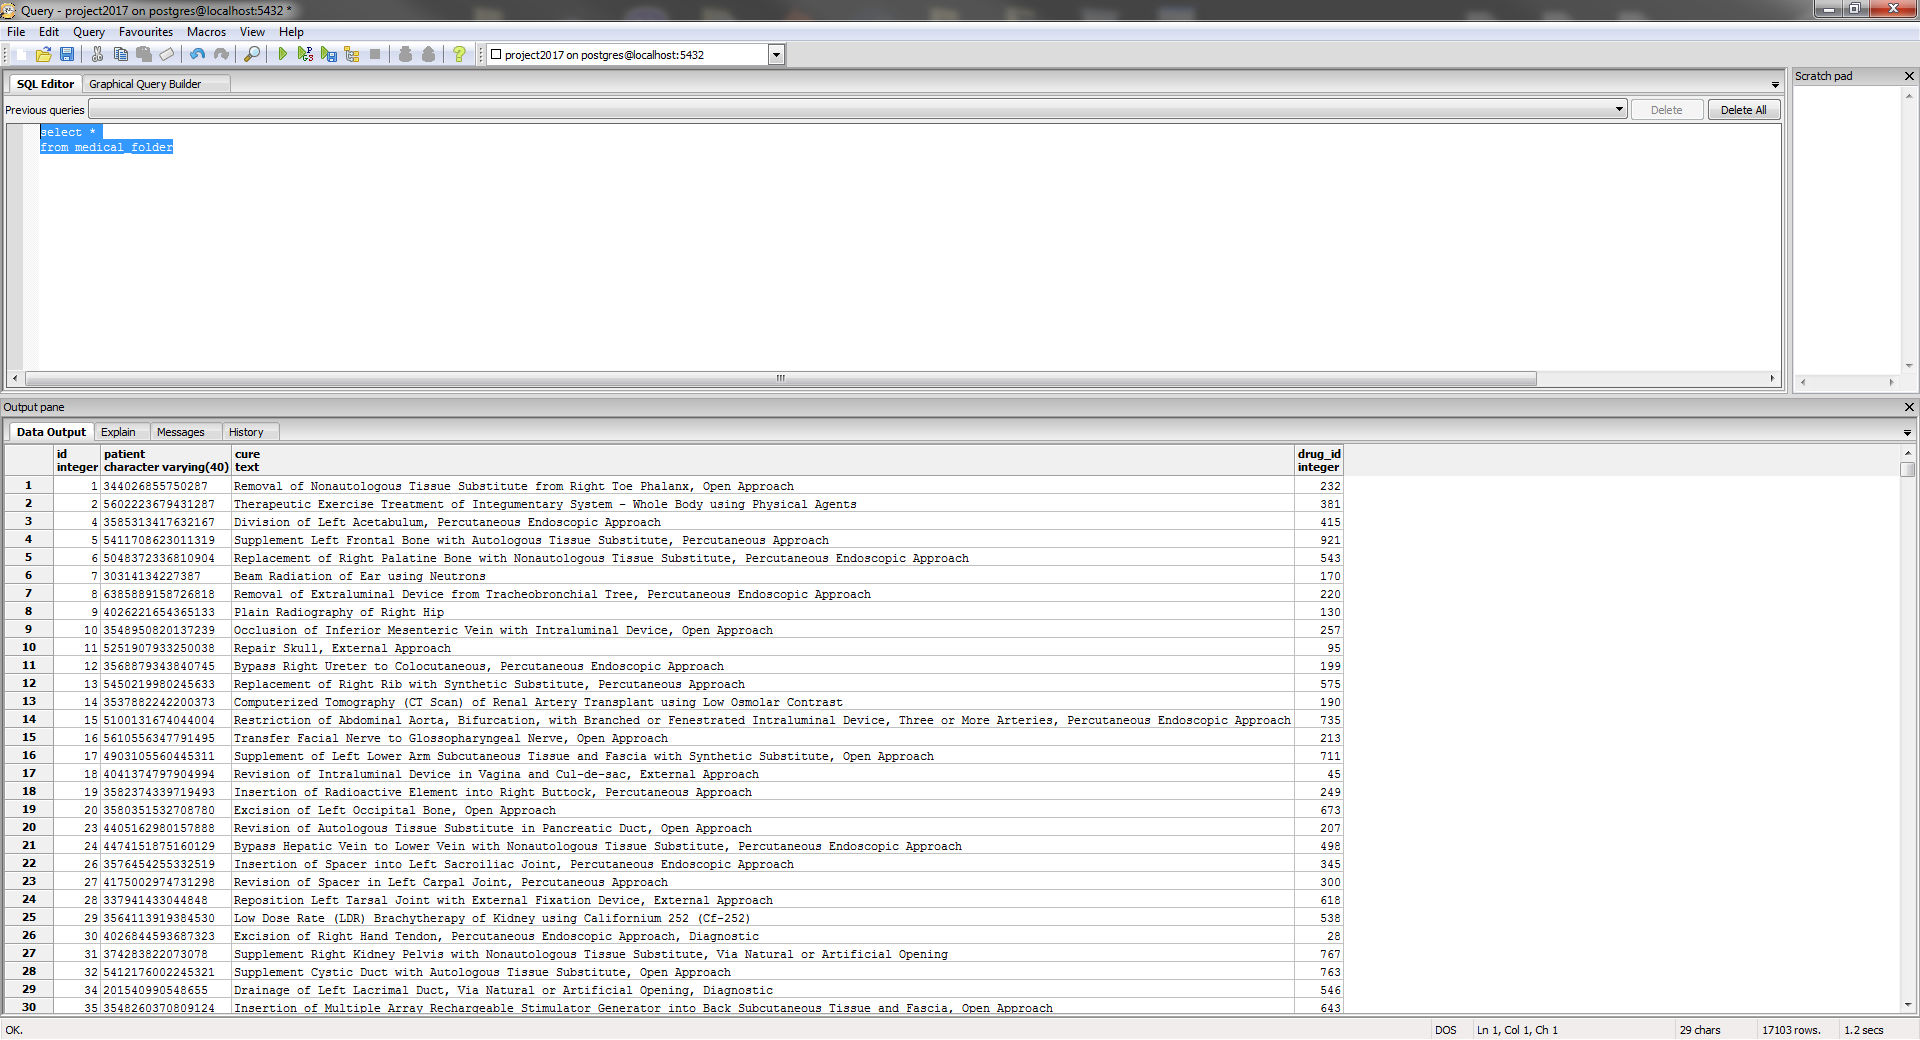 Query - project2017 on postgres@localhost:5432 *
File Edit Query Favourites Macros View Help
project2017 on postgres@localhost:5432
SQL Editor Graphical Query Builder
Scratch pad
Previous queries Delete Delete All
select *
from medical_folder
Output pane
Data Output Explain Messages History
id patient cure drug_id
integer character varying(40) text integer
1 1 344026855750287 Removal of Nonautologous Tissue Substitute from Right Toe Phalanx, Open Approach 232
2 2 5602223679431287 Therapeutic Exercise Treatment of Integumentary System - Whole Body using Physical Agents 381
3 4 3585313417632167 Division of Left Acetabulum, Percutaneous Endoscopic Approach 415
4 5 5411708623011319 Supplement Left Frontal Bone with Autologous Tissue Substitute, Percutaneous Approach 921
5 6 5048372336810904 Replacement of Right Palatine Bone with Nonautologous Tissue Substitute, Percutaneous Endoscopic Approach 543
6 7 30314134227387 Beam Radiation of Ear using Neutrons 170
7 8 6385889158726818 Removal of Extraluminal Device from Tracheobronchial Tree, Percutaneous Endoscopic Approach 220
8 9 4026221654365133 Plain Radiography of Right Hip 130
9 10 3548950820137239 Occlusion of Inferior Mesenteric Vein with Intraluminal Device, Open Approach 257
10 11 5251907933250038 Repair Skull, External Approach 95
11 12 3568879343840745 Bypass Right Ureter to Colocutaneous, Percutaneous Endoscopic Approach 199
12 13 5450219980245633 Replacement of Right Rib with Synthetic Substitute, Percutaneous Approach 575
13 14 3537882242200373 Computerized Tomography (CT Scan) of Renal Artery Transplant using Low Osmolar Contrast 190
14 15 5100131674044004 Restriction of Abdominal Aorta, Bifurcation, with Branched or Fenestrated Intraluminal Device, Three or More Arteries, Percutaneous Endoscopic Approach 735
15 16 5610556347791495 Transfer Facial Nerve to Glossopharyngeal Nerve, Open Approach 213
16 17 4903105560445311 Supplement of Left Lower Arm Subcutaneous Tissue and Fascia with Synthetic Substitute, Open Approach 711
17 18 4041374797904994 Revision of Intraluminal Device in Vagina and Cul-de-sac, External Approach 45
18 19 3582374339719493 Insertion of Radioactive Element into Right Buttock, Percutaneous Approach 249
19 20 3580351532708780 Excision of Left Occipital Bone, Open Approach 673
20 23 4405162980157888 Revision of Autologous Tissue Substitute in Pancreatic Duct, Open Approach 207
21 24 4474151875160129 Bypass Hepatic Vein to Lower Vein with Nonautologous Tissue Substitute, Percutaneous Endoscopic Approach 498
22 26 3576454255332519 Insertion of Spacer into Left Sacroiliac Joint, Percutaneous Endoscopic Approach 345
23 27 4175002974731298 Revision of Spacer in Left Carpal Joint, Percutaneous Approach 300
24 28 337941433044848 Reposition Left Tarsal Joint with External Fixation Device, External Approach 618
25 29 3564113919384530 Low Dose Rate (LDR) Brachytherapy of Kidney using Californium 252 (Cf-252) 538
26 30 4026844593687323 Excision of Right Hand Tendon, Percutaneous Endoscopic Approach, Diagnostic 28
27 31 374283822073078 Supplement Right Kidney Pelvis with Nonautologous Tissue Substitute, Via Natural or Artificial Opening 767
28 32 5412176002245321 Supplement Cystic Duct with Autologous Tissue Substitute, Open Approach 763
29 34 201540990548655 Drainage of Left Lacrimal Duct, Via Natural or Artificial Opening, Diagnostic 546
30 35 3548260370809124 Insertion of Multiple Array Rechargeable Stimulator Generator into Back Subcutaneous Tissue and Fascia, Open Approach 643
OK. DOS Ln 1, Col 1, Ch 1 29 chars 17103 rows. 1.2 secs